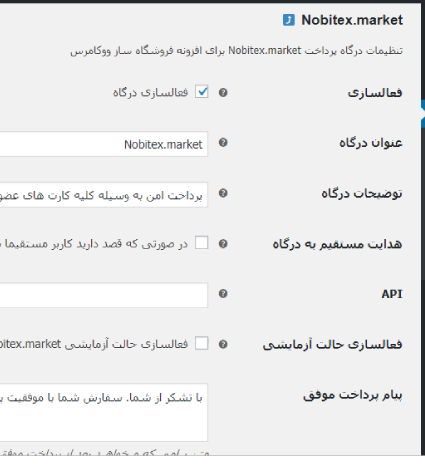 Nobitex.market
تنظیمات درگاه پرداخت Nobitex.market برای افزونه فروشگاه ساز ووکامرس
فعالسازی
فعالسازی درگاه
عنوان درگاه
Nobitex.market
توضیحات درگاه
پرداخت امن به وسیله کلیه کارت های عضو
هدایت مستقیم به درگاه
در صورتی که قصد دارید کاربر مستقیما
API
فعالسازی حالت آزمایشی
فعالسازی حالت آزمایشی bitex.market
پیام پرداخت موفق
با تشکر از شما. سفارش شما با موفقیت